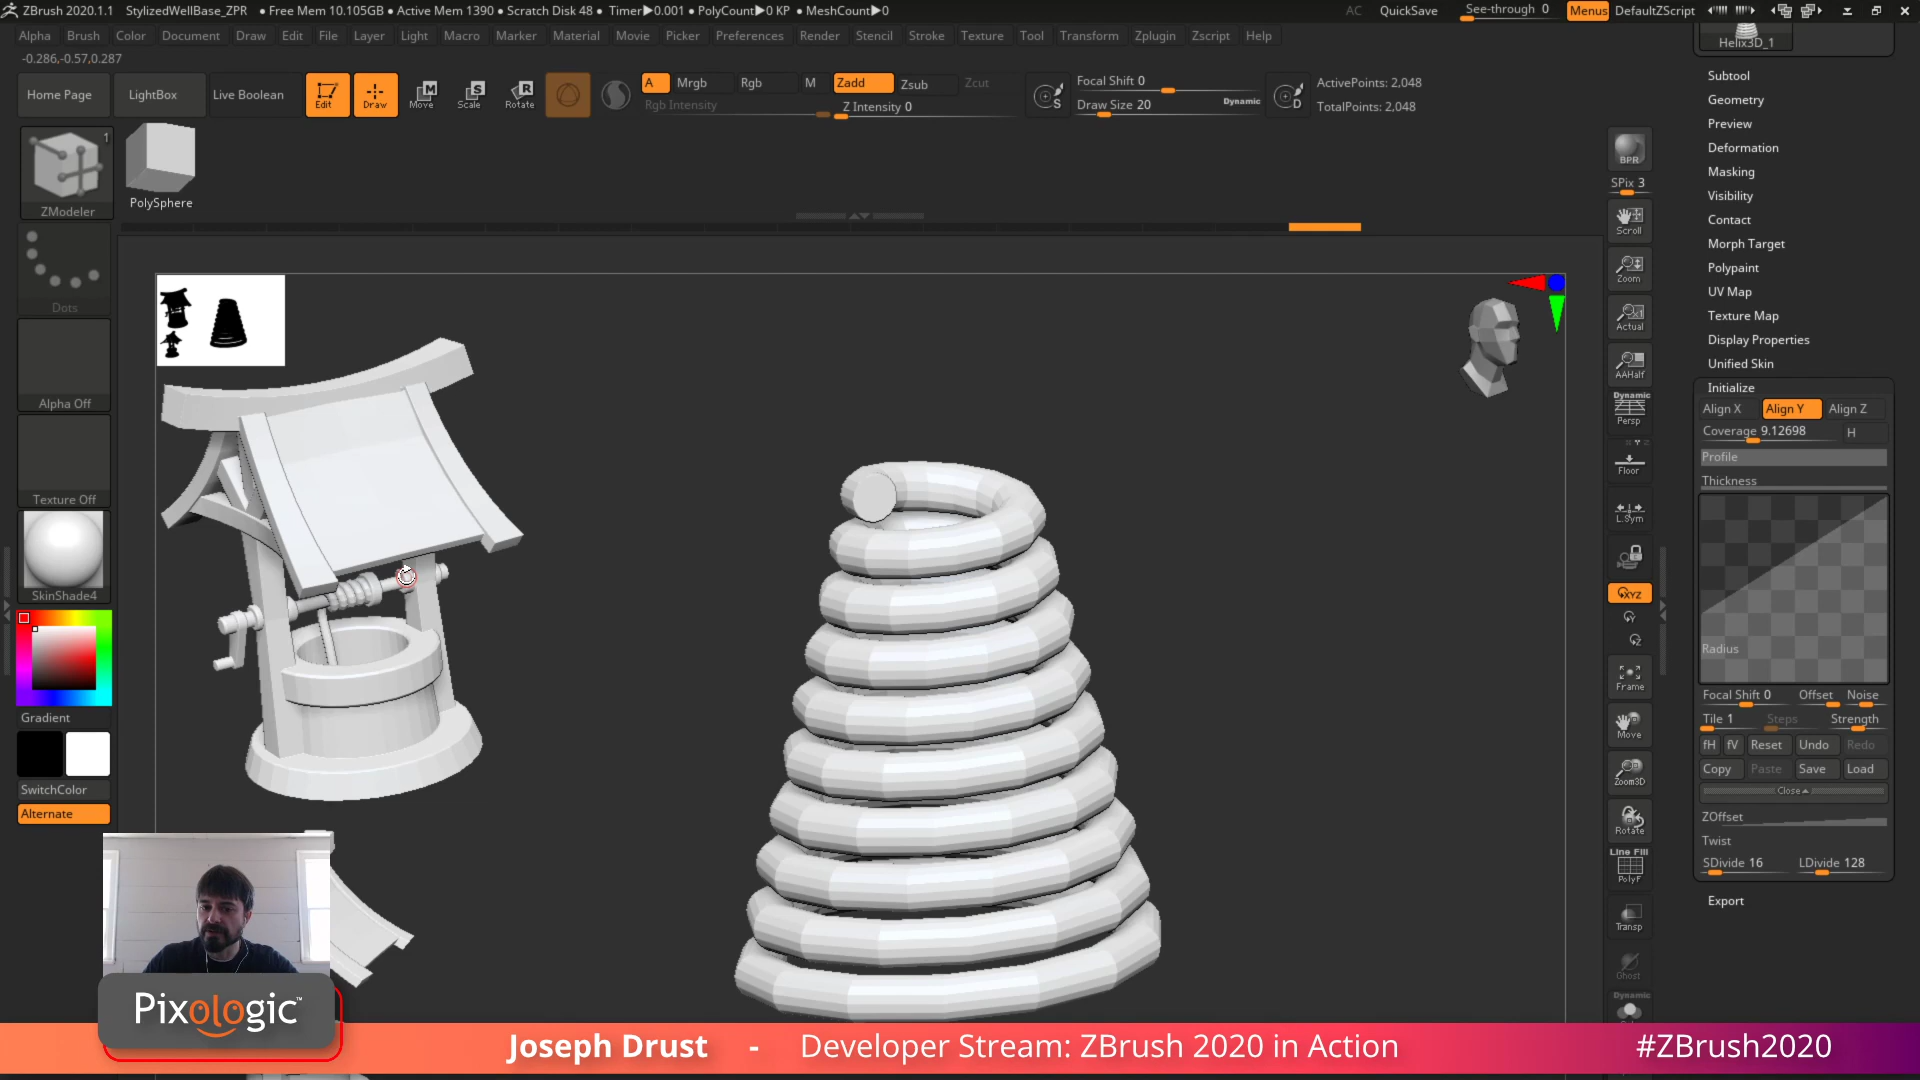 ZBrush 2020.1.1 StylizedWellBase_ZPR • Free Mem 10.105GB • Active Mem 1390 • Scratch Disk 48 • Timer▶0.001 • PolyCount▶0 KP • MeshCount▶0 AC QuickSave See-through 0 Menus DefaultZScript
Alpha Brush Color Document Draw Edit File Layer Light Macro Marker Material Movie Picker Preferences Render Stencil Stroke Texture Tool Transform Zplugin Zscript Help
-0.286,-0.57,0.287
Home Page LightBox Live Boolean Edit Draw Move Scale Rotate
A Mrgb Rgb M Zadd Zsub Zcut
Rgb Intensity Z Intensity 0
Focal Shift 0
Draw Size 20 Dynamic
ActivePoints: 2,048
TotalPoints: 2,048
1
ZModeler
PolySphere
Dots
Alpha Off
Texture Off
SkinShade4
Gradient
SwitchColor
Alternate
BPR
SPix 3
Scroll
Zoom
Actual
AAHalf
Dynamic
Persp
Floor
L.Sym
XYZ
Frame
Move
Zoom3D
Rotate
Line Fill
PolyF
Transp
Ghost
Dynamic
Helix3D_1
Subtool
Geometry
Preview
Deformation
Masking
Visibility
Contact
Morph Target
Polypaint
UV Map
Texture Map
Display Properties
Unified Skin
Initialize
Align X Align Y Align Z
Coverage 9.12698 H
Profile
Thickness
Radius
Focal Shift 0 Offset Noise
Tile 1 Steps Strength
fH fV Reset Undo Redo
Copy Paste Save Load
Close
ZOffset
Twist
SDivide 16 LDivide 128
Export
Pixologic™
Joseph Drust - Developer Stream: ZBrush 2020 in Action #ZBrush2020